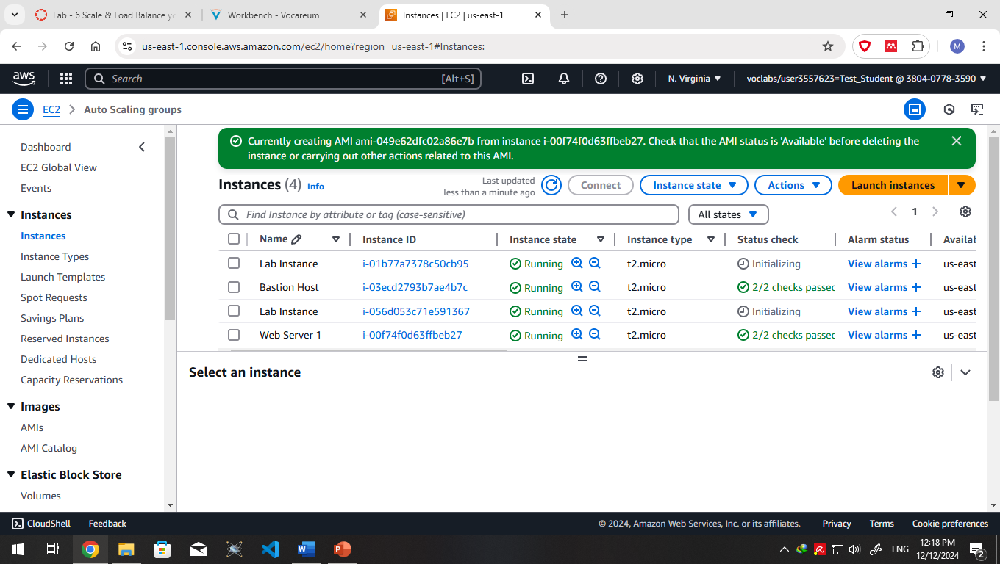 Lab - 6 Scale & Load Balance yo
Workbench - Vocareum
Instances | EC2 | us-east-1
us-east-1.console.aws.amazon.com/ec2/home?region=us-east-1#Instances:
M
aws
Search
[Alt+S]
N. Virginia
voclabs/user3557623=Test_Student @ 3804-0778-3590
EC2
Auto Scaling groups
Dashboard
EC2 Global View
Events
Instances
Instances
Instance Types
Launch Templates
Spot Requests
Savings Plans
Reserved Instances
Dedicated Hosts
Capacity Reservations
Images
AMIs
AMI Catalog
Elastic Block Store
Volumes
Currently creating AMI ami-049e62dfc02a86e7b from instance i-00f74f0d63ffbeb27. Check that the AMI status is 'Available' before deleting the
instance or carrying out other actions related to this AMI.
Instances (4) Info
Last updated
less than a minute ago
Connect
Instance state
Actions
Launch instances
Find Instance by attribute or tag (case-sensitive)
All states
1
Name Instance ID Instance state Instance type Status check Alarm status Availal
Lab Instance i-01b77a7378c50cb95 Running t2.micro Initializing View alarms + us-east
Bastion Host i-03ecd2793b7ae4b7c Running t2.micro 2/2 checks passec View alarms + us-east
Lab Instance i-056d053c71e591367 Running t2.micro Initializing View alarms + us-east
Web Server 1 i-00f74f0d63ffbeb27 Running t2.micro 2/2 checks passec View alarms + us-east
Select an instance
CloudShell
Feedback
© 2024, Amazon Web Services, Inc. or its affiliates.
Privacy
Terms
Cookie preferences
ENG
12:18 PM
12/12/2024
2